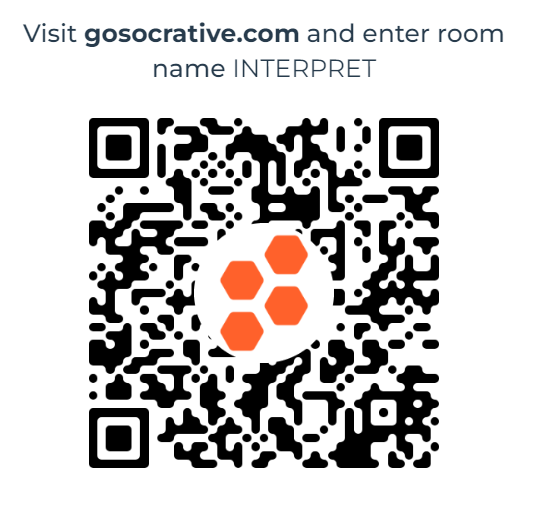 Visit gosocrative.com and enter room
name INTERPRET